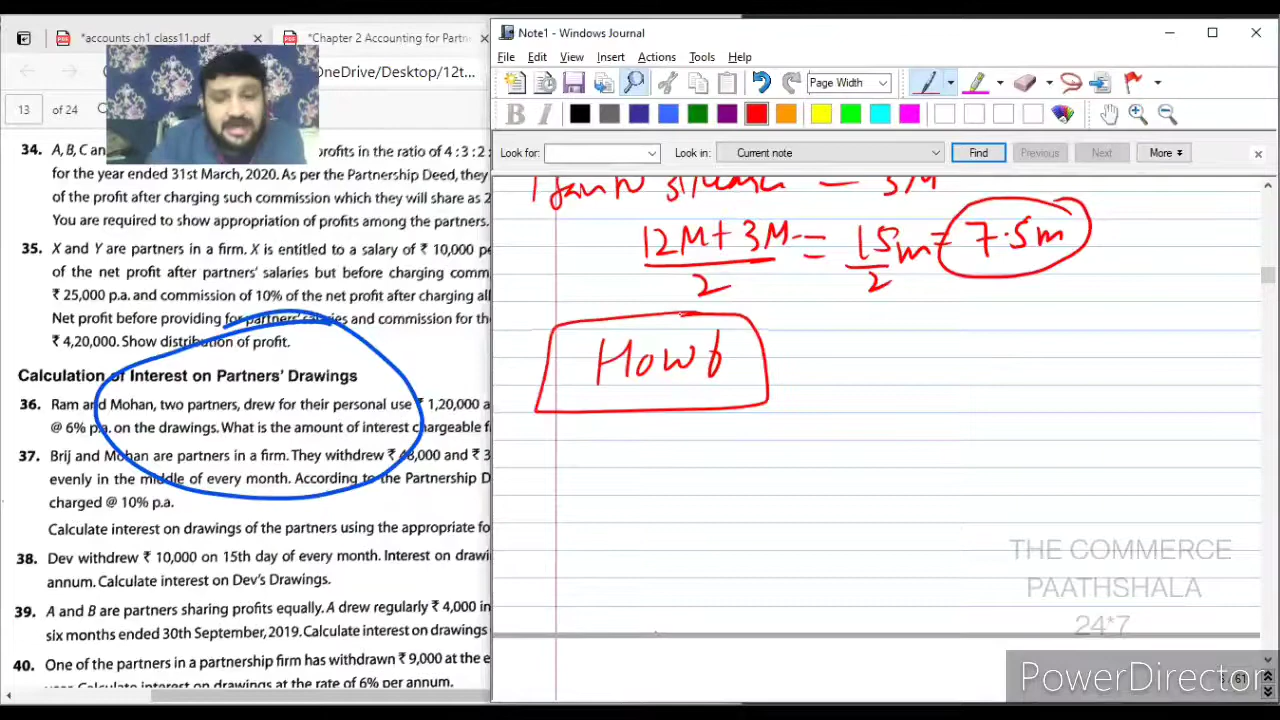 *accounts ch1 class11.pdf
*Chapter 2 Accounting for Partn
OneDrive/Desktop/12t...
13 of 24
34. A, B, C an rofits in the ratio of 4 : 3 : 2 :
for the year ended 31st March, 2020. As per the Partnership Deed, they
of the profit after charging such commission which they will share as 2
You are required to show appropriation of profits among the partners.
35. X and Y are partners in a firm. X is entitled to a salary of ₹ 10,000 pe
of the net profit after partners' salaries but before charging comm
₹ 25,000 p.a. and commission of 10% of the net profit after charging all
Net profit before providing for partners' salaries and commission for the
₹ 4,20,000. Show distribution of profit.
Calculation of Interest on Partners' Drawings
36. Ram and Mohan, two partners, drew for their personal use ₹ 1,20,000 a
@ 6% p.a. on the drawings. What is the amount of interest chargeable f
37. Brij and Mohan are partners in a firm. They withdrew ₹ 48,000 and ₹ 3
evenly in the middle of every month. According to the Partnership D
charged @ 10% p.a.
Calculate interest on drawings of the partners using the appropriate fo
38. Dev withdrew ₹ 10,000 on 15th day of every month. Interest on drawi
annum. Calculate interest on Dev's Drawings.
39. A and B are partners sharing profits equally. A drew regularly ₹ 4,000 in
six months ended 30th September, 2019. Calculate interest on drawings
40. One of the partners in a partnership firm has withdrawn ₹ 9,000 at the e
year. Calculate interest on drawings at the rate of 6% per annum.
Note1 - Windows Journal
File Edit View Insert Actions Tools Help
Page Width
B I
Look for: Look in: Current note Find Previous Next More
12M + 3M = 15m = 7.5m
2 2
THE COMMERCE
PAATHSHALA
24*7
PowerDirector